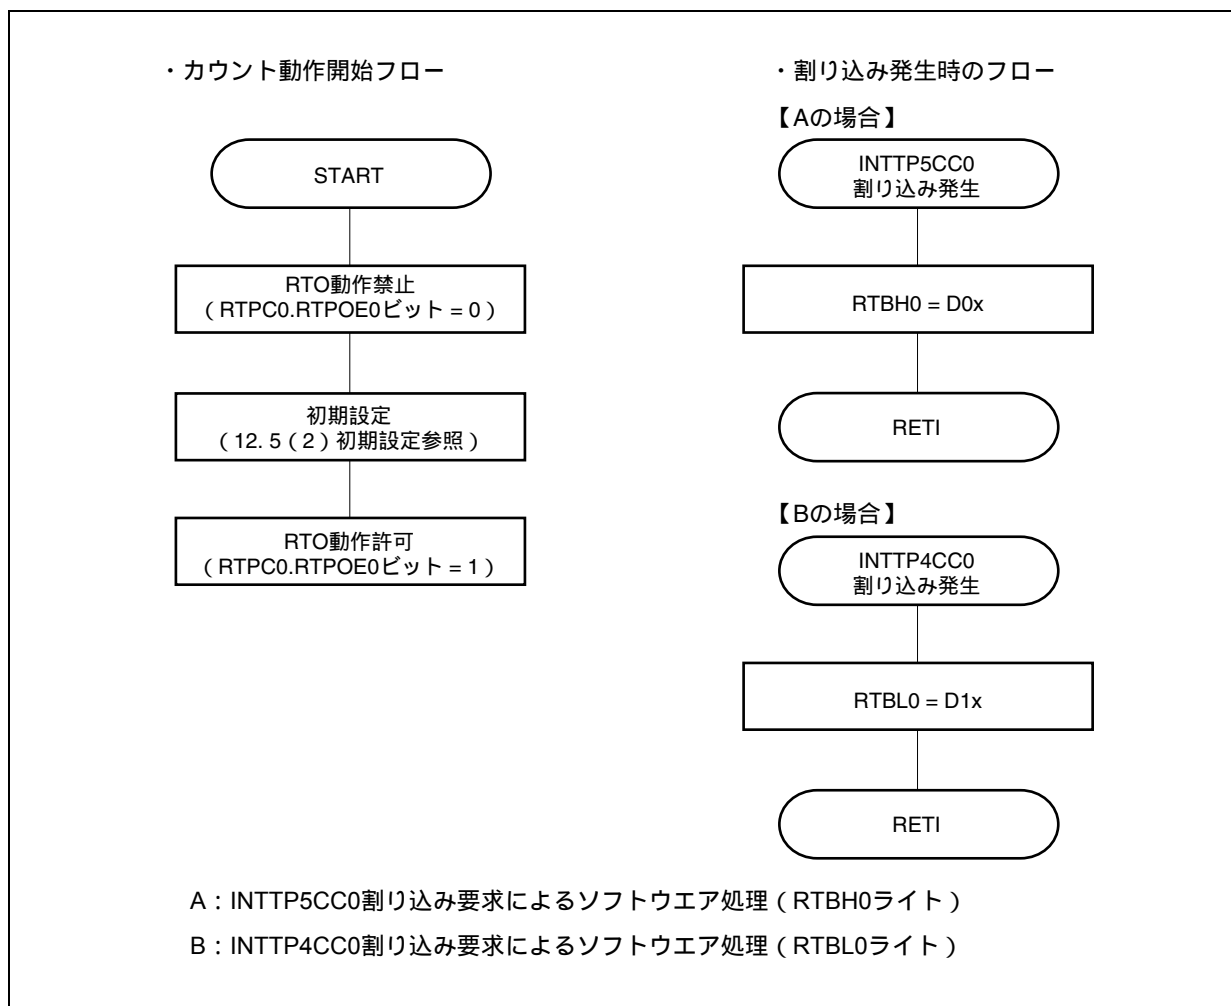 ・カウント動作開始フロー
START
RTO動作禁止
（RTPC0.RTPOE0ビット = 0）
初期設定
（12. 5（2）初期設定参照）
RTO動作許可
（RTPC0.RTPOE0ビット = 1）
・割り込み発生時のフロー
【Aの場合】
INTTP5CC0
割り込み発生
RTBH0 = D0x
RETI
【Bの場合】
INTTP4CC0
割り込み発生
RTBL0 = D1x
RETI
A：INTTP5CC0割り込み要求によるソフトウエア処理（RTBH0ライト）
B：INTTP4CC0割り込み要求によるソフトウエア処理（RTBL0ライト）